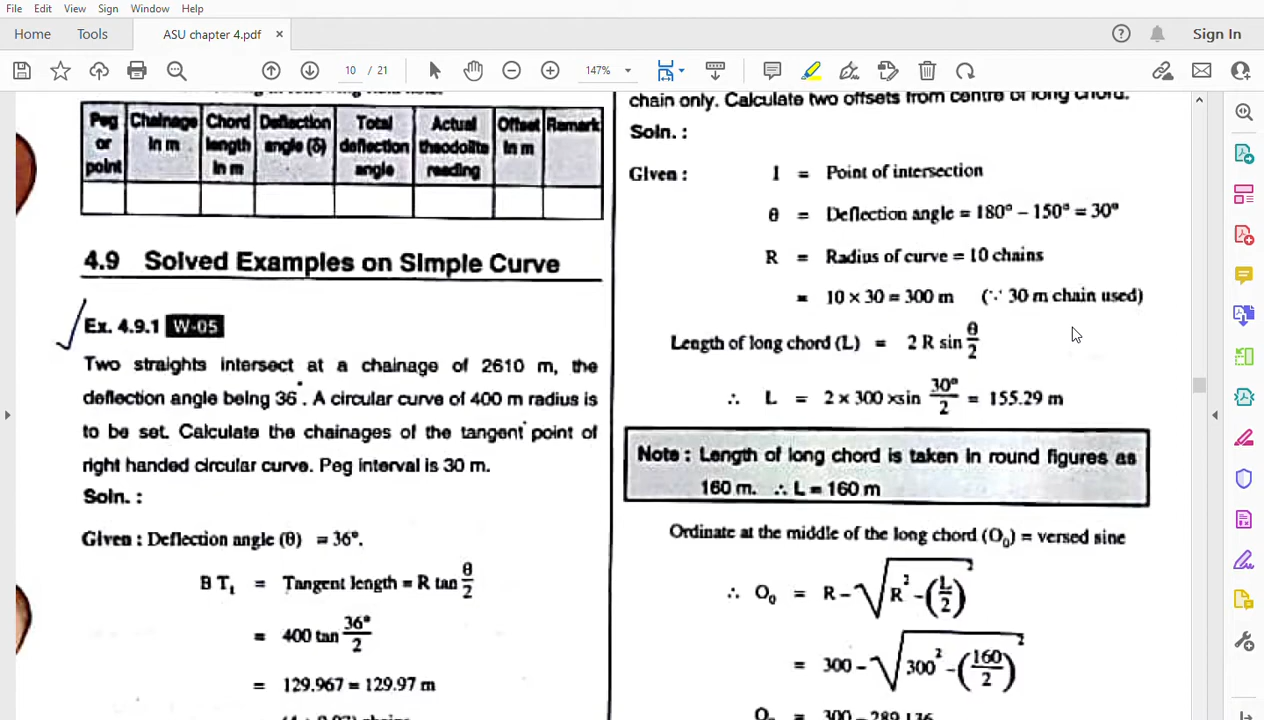 File Edit View Sign Window Help
Home Tools ASU chapter 4.pdf × Sign In
10 / 21 147%
Peg or point Chainage in m Chord length in m Deflection angle (δ) Total deflection angle Actual theodolite reading Offset in m Remark
4.9 Solved Examples on Simple Curve
Ex. 4.9.1 W-05
Two straights intersect at a chainage of 2610 m, the
deflection angle being 36°. A circular curve of 400 m radius is
to be set. Calculate the chainages of the tangent point of
right handed circular curve. Peg interval is 30 m.
Soln. :
Given : Deflection angle (θ) = 36°.
B T₁ = Tangent length = R tan θ/2
= 400 tan 36°/2
= 129.967 = 129.97 m
chain only. Calculate two offsets from centre of long chord.
Soln. :
Given : I = Point of intersection
θ = Deflection angle = 180° – 150° = 30°
R = Radius of curve = 10 chains
= 10 × 30 = 300 m (∵ 30 m chain used)
Length of long chord (L) = 2 R sin θ/2
∴ L = 2 × 300 × sin 30°/2 = 155.29 m
Note : Length of long chord is taken in round figures as
160 m. ∴ L = 160 m
Ordinate at the middle of the long chord (O₀) = versed sine
∴ O₀ = R – √(R² – (L/2)²)
= 300 – √(300² – (160/2)²)
O₀ = 300 – 289.136